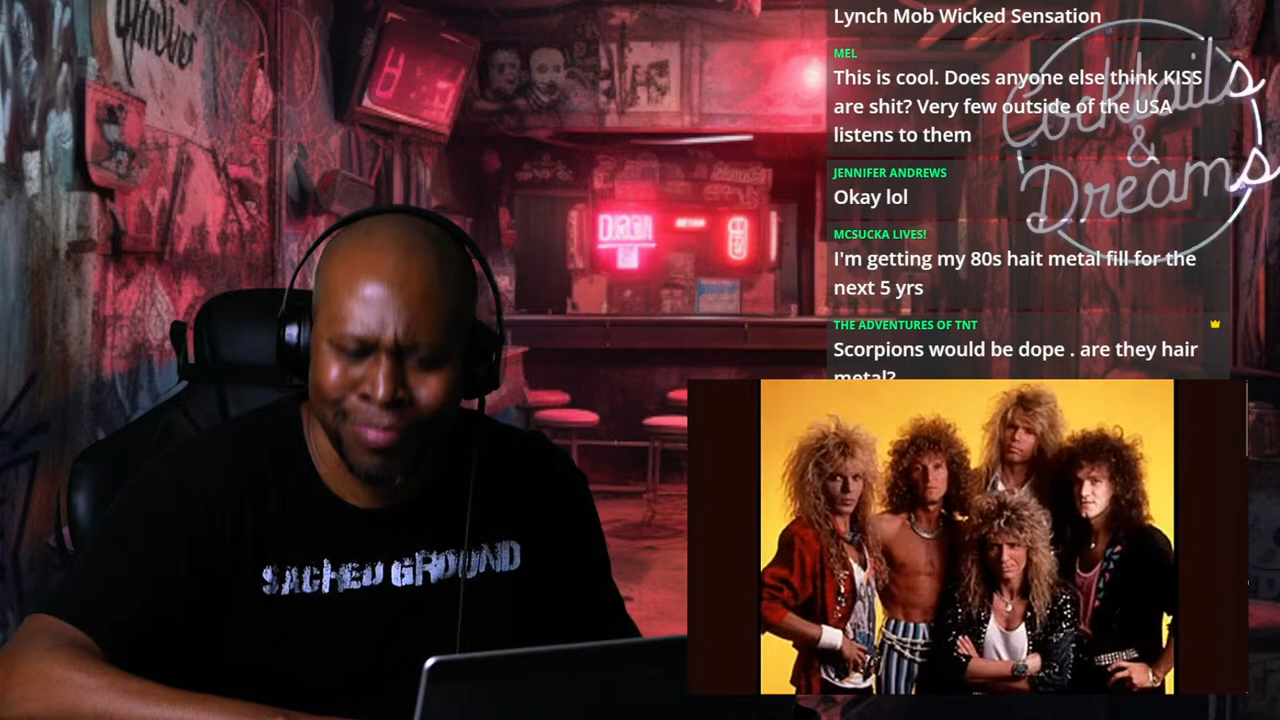 Lynch Mob Wicked Sensation
MEL
This is cool. Does anyone else think KISS
are shit? Very few outside of the USA
listens to them
JENNIFER ANDREWS
Okay lol
MCSUCKA LIVES!
I'm getting my 80s hait metal fill for the
next 5 yrs
THE ADVENTURES OF TNT
Scorpions would be dope . are they hair
metal?
Cocktails
&
Dreams
SACRED GROUND